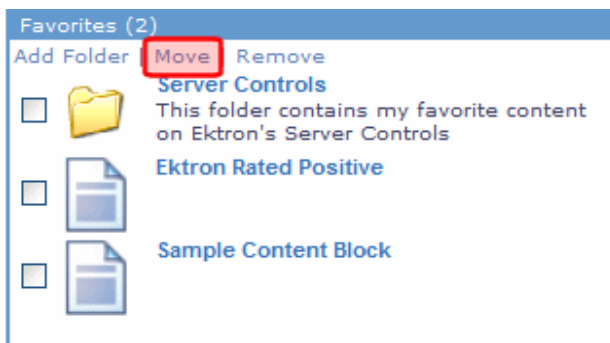 Favorites (2)
Add Folder | Move | Remove
Server Controls
This folder contains my favorite content
on Ektron's Server Controls
Ektron Rated Positive
Sample Content Block